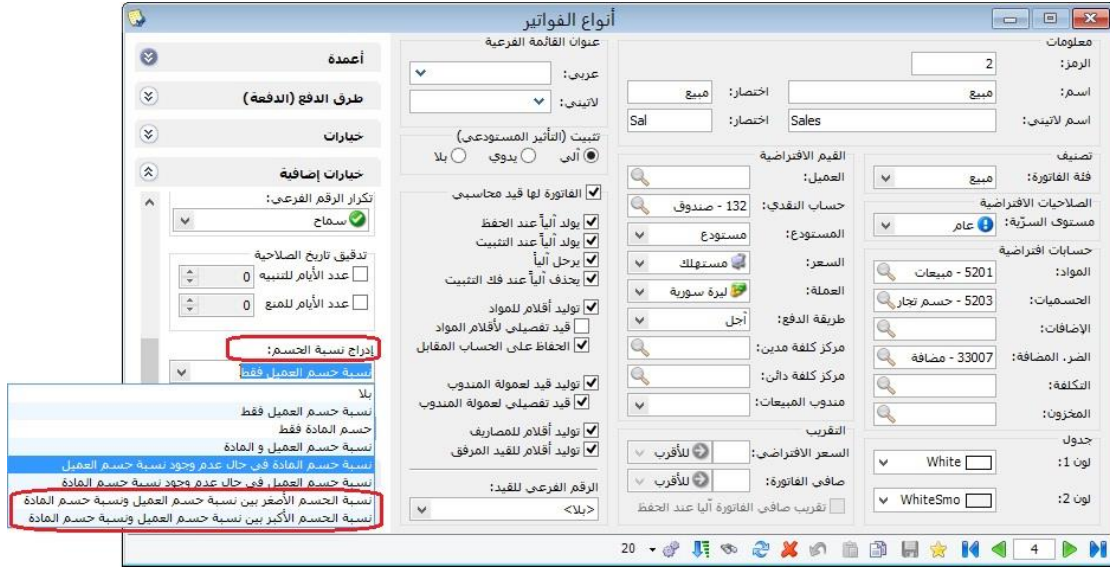 أنواع الفواتير
معلومات
الرمز: 2
اسم: مبيع اختصار: مبيع
اسم لاتيني: Sales اختصار: Sal
تصنيف
فئة الفاتورة: مبيع
الصلاحيات الافتراضية
مستوى السرّية: عام
حسابات افتراضية
المواد: 5201 - مبيعات
الحسميات: 5203 - حسم تجار
الإضافات:
الضر. المضافة: 33007 - مضافة
التكلفة:
المخزون:
جدول
لون 1: White
لون 2: WhiteSmo
القيم الافتراضية
العميل:
حساب النقدي: 132 - صندوق
المستودع: مستودع
السعر: مستهلك
العملة: ليرة سورية
طريقة الدفع: آجل
مركز كلفة مدين:
مركز كلفة دائن:
مندوب المبيعات:
التقريب
السعر الافتراضي: للأقرب
صافي الفاتورة: للأقرب
تقريب صافي الفاتورة آليا عند الحفظ
عنوان القائمة الفرعية
عربي:
لاتيني:
تثبيت (التأثير المستودعي)
آلي يدوي بلا
الفاتورة لها قيد محاسبي
يولد آلياً عند الحفظ
يولد آلياً عند التثبيت
يرحل آلياً
يحذف آلياً عند فك التثبيت
توليد أقلام للمواد
قيد تفصيلي لأقلام المواد
الحفاظ على الحساب المقابل
توليد قيد لعمولة المندوب
قيد تفصيلي لعمولة المندوب
توليد أقلام للمصاريف
توليد أقلام للقيد المرفق
الرقم الفرعي للقيد:
<بلا>
أعمدة
طرق الدفع (الدفعة)
خيارات
خيارات إضافية
تكرار الرقم الفرعي:
سماح
تدقيق تاريخ الصلاحية
عدد الأيام للتنبيه 0
عدد الأيام للمنع 0
إدراج نسبة الحسم:
نسبة حسم العميل فقط
بلا
نسبة حسم العميل فقط
حسم المادة فقط
نسبة حسم العميل و المادة
نسبة حسم المادة في حال عدم وجود نسبة حسم العميل
نسبة حسم العميل في حال عدم وجود نسبة حسم المادة
نسبة الحسم الأصغر بين نسبة حسم العميل ونسبة حسم المادة
نسبة الحسم الأكبر بين نسبة حسم العميل ونسبة حسم المادة
4
20